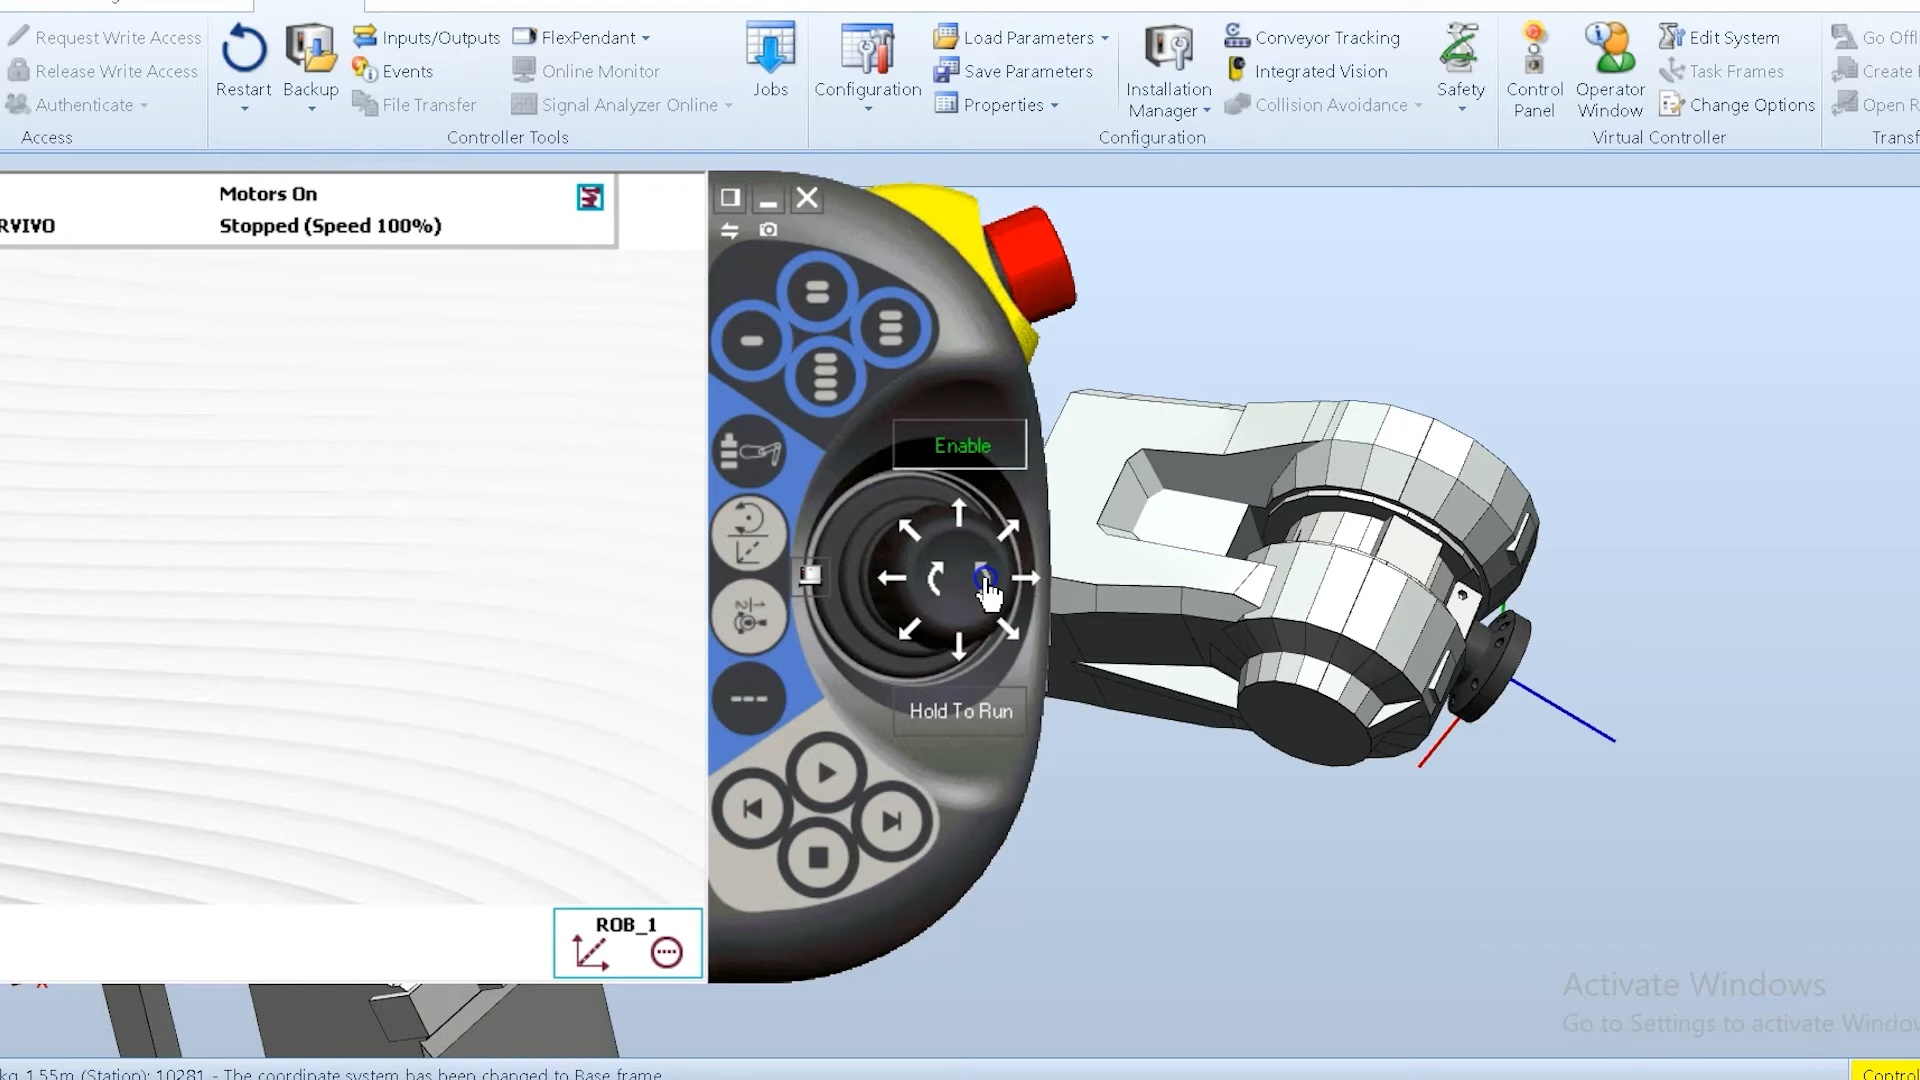 Request Write Access
Release Write Access
Authenticate
Access
Restart
Backup
Inputs/Outputs
Events
File Transfer
FlexPendant
Online Monitor
Signal Analyzer Online
Controller Tools
Jobs
Configuration
Load Parameters
Save Parameters
Properties
Installation
Manager
Conveyor Tracking
Integrated Vision
Collision Avoidance
Safety
Configuration
Control
Panel
Operator
Window
Edit System
Task Frames
Change Options
Virtual Controller
Go Offl
Create
Open R
Transf
Motors On
RVIVO
Stopped (Speed 100%)
Enable
Hold To Run
ROB_1
Activate Windows
Go to Settings to activate Window
kg 1.55m (Station): 10281 - The coordinate system has been changed to Base frame
Control